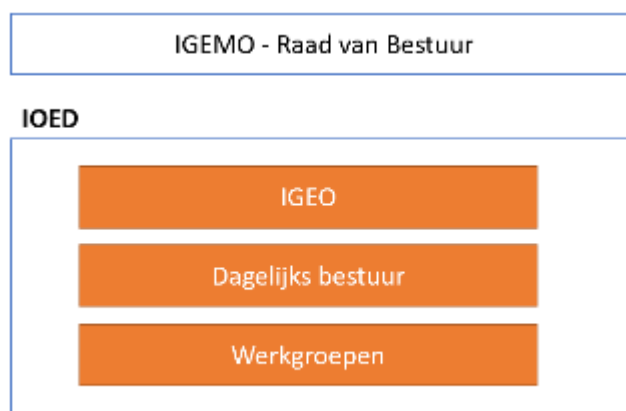 IGEMO - Raad van Bestuur
IOED
IGEO
Dagelijks bestuur
Werkgroepen